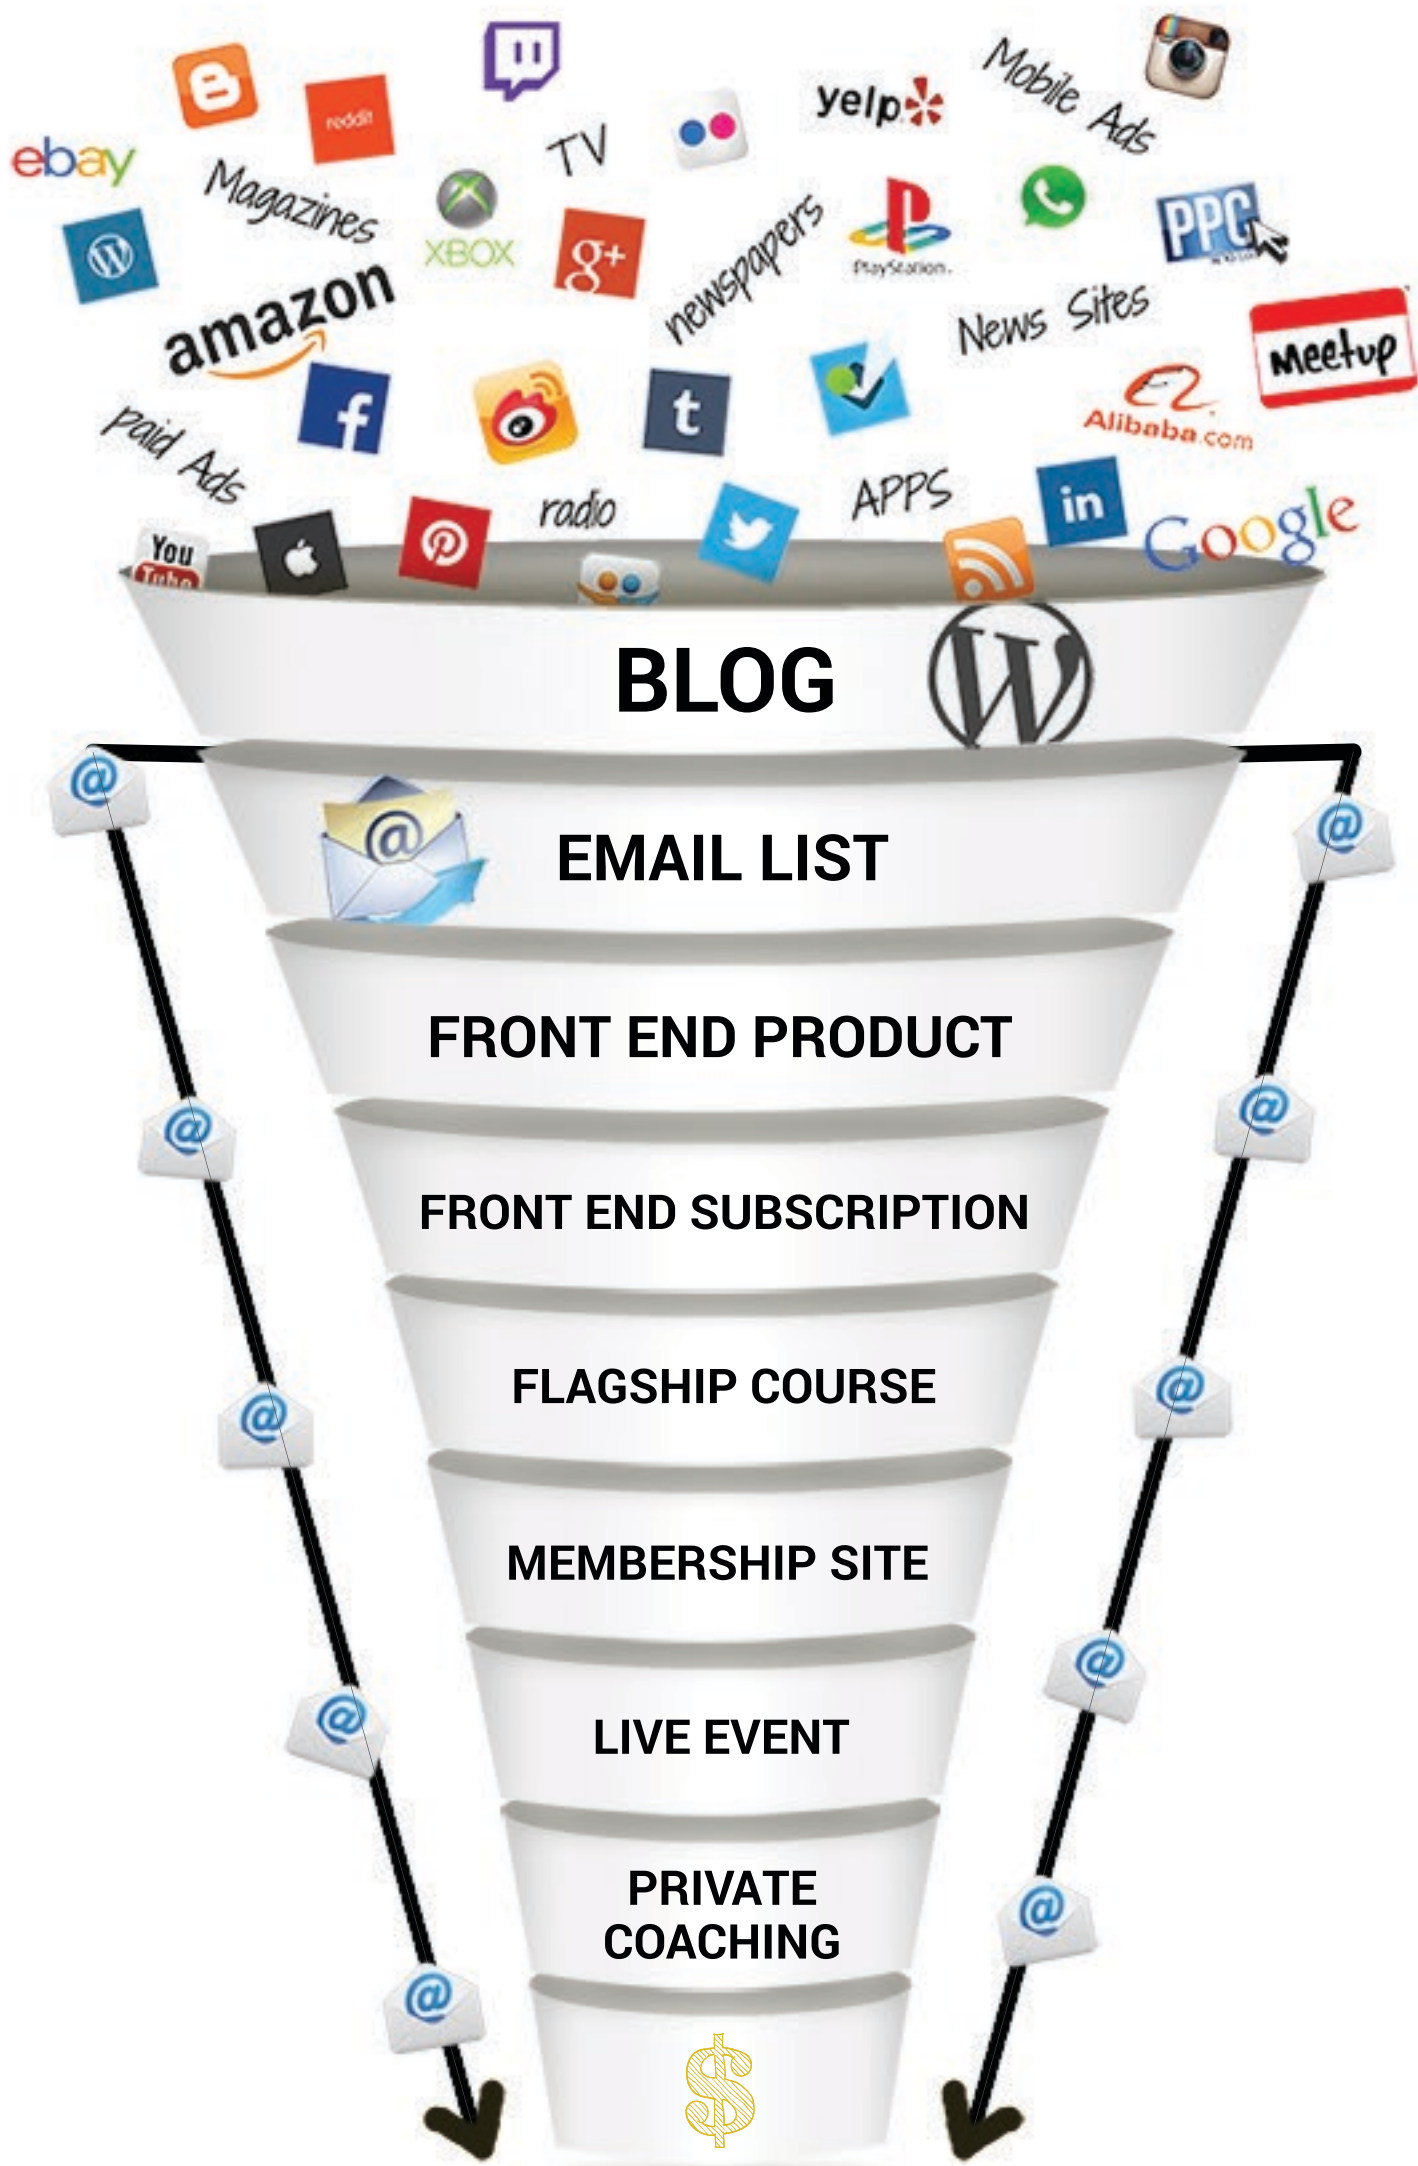 yelp
Mobile Ads
reddit
TV
ebay
Magazines
XBOX
g+
newspapers
PlayStation
PPC
amazon
News Sites
Meetup
f
t
Alibaba.com
paid Ads
radio
APPS
in
Google
You
Tube
BLOG
EMAIL LIST
FRONT END PRODUCT
FRONT END SUBSCRIPTION
FLAGSHIP COURSE
MEMBERSHIP SITE
LIVE EVENT
PRIVATE
COACHING
$